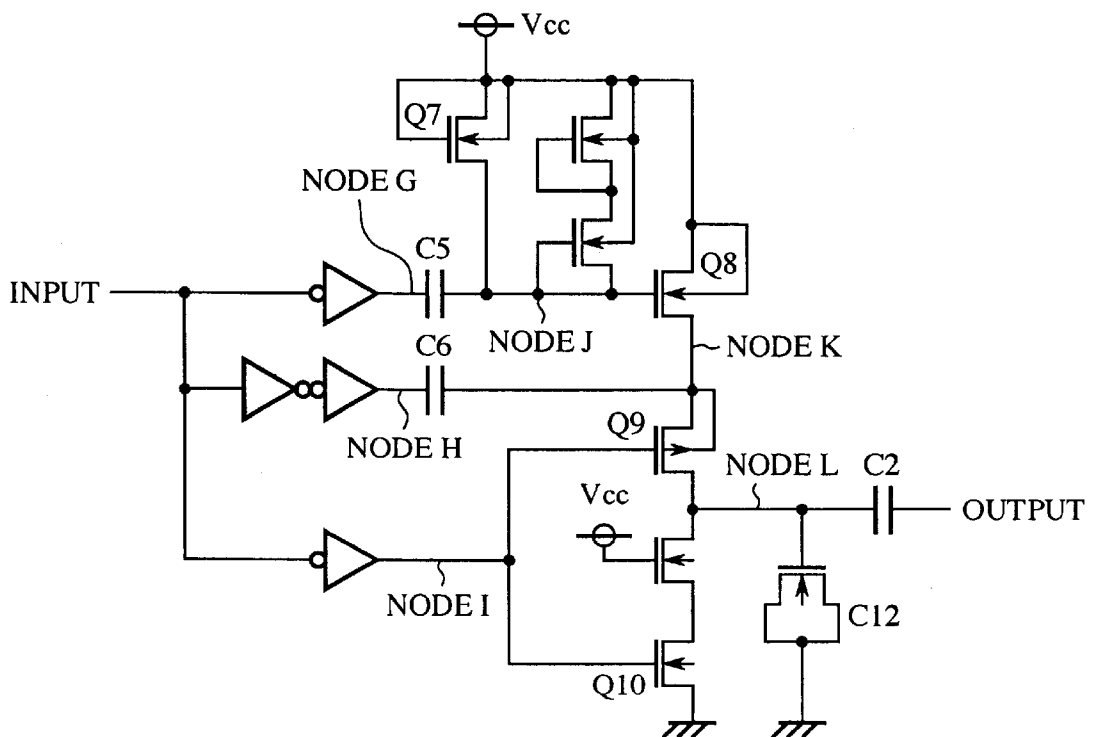 Vcc
Q7
NODE G
C5
Q8
INPUT
NODE J
NODE K
C6
Q9
NODE H
NODE L
C2
Vcc
OUTPUT
NODE I
C12
Q10